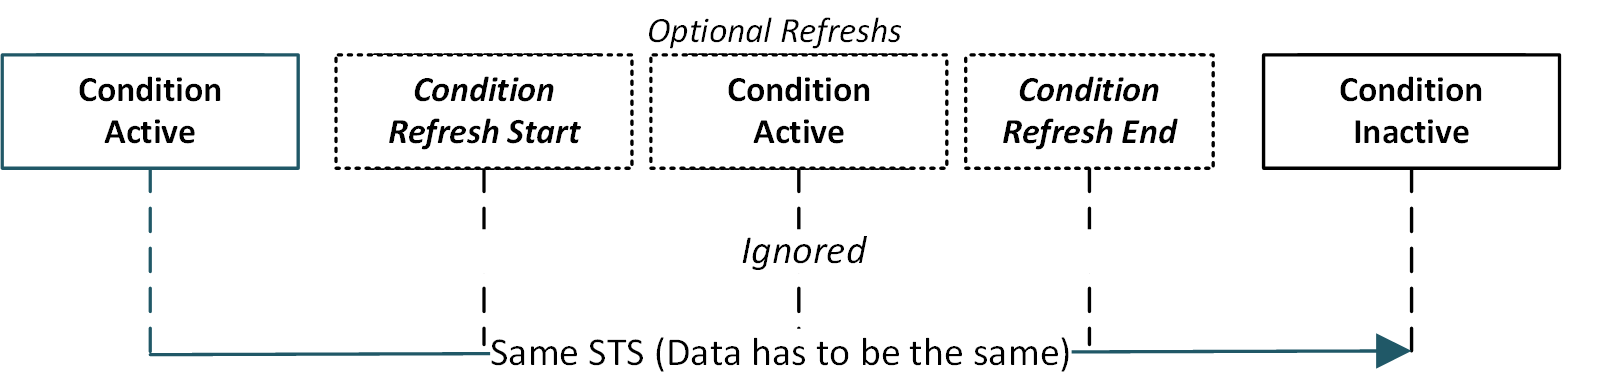 Optional Refreshs
Condition
Active
Condition
Refresh Start
Condition
Active
Condition
Refresh End
Condition
Inactive
Ignored
Same STS (Data has to be the same)